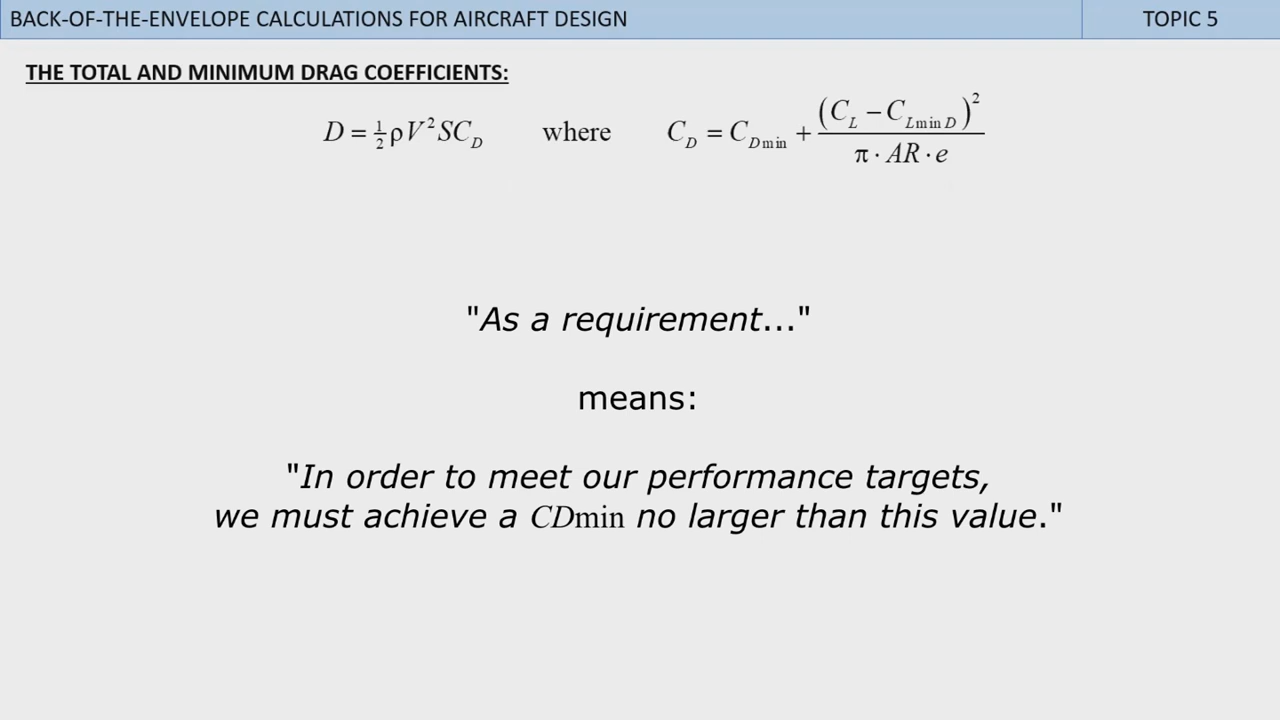 BACK-OF-THE-ENVELOPE CALCULATIONS FOR AIRCRAFT DESIGN
TOPIC 5
THE TOTAL AND MINIMUM DRAG COEFFICIENTS:
D = ½ρV²SC_D where C_D = C_Dmin + (C_L − C_LminD)² / (π · AR · e)
"As a requirement..."
means:
"In order to meet our performance targets,
we must achieve a CDmin no larger than this value."